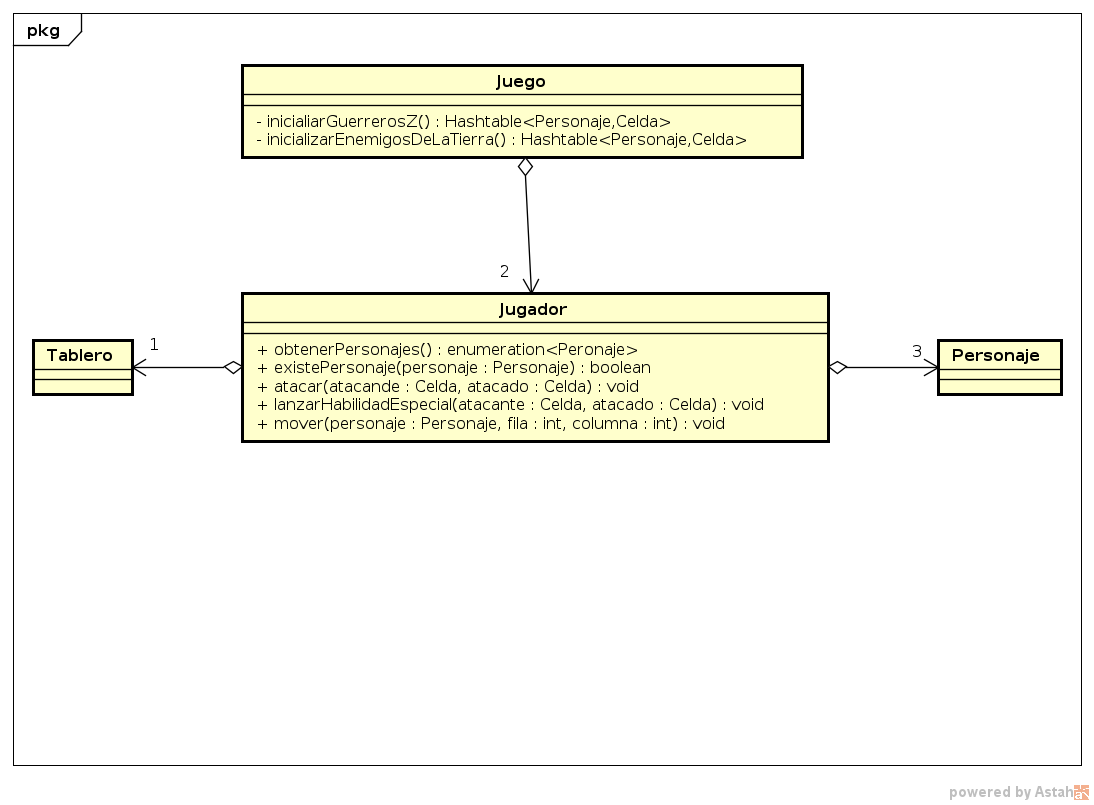 pkg
Juego
- inicialiarGuerrerosZ() : Hashtable<Personaje,Celda>
- inicializarEnemigosDeLaTierra() : Hashtable<Personaje,Celda>
2
Jugador
+ obtenerPersonajes() : enumeration<Peronaje>
+ existePersonaje(personaje : Personaje) : boolean
+ atacar(atacande : Celda, atacado : Celda) : void
+ lanzarHabilidadEspecial(atacante : Celda, atacado : Celda) : void
+ mover(personaje : Personaje, fila : int, columna : int) : void
1
Tablero
3
Personaje
powered by Astah